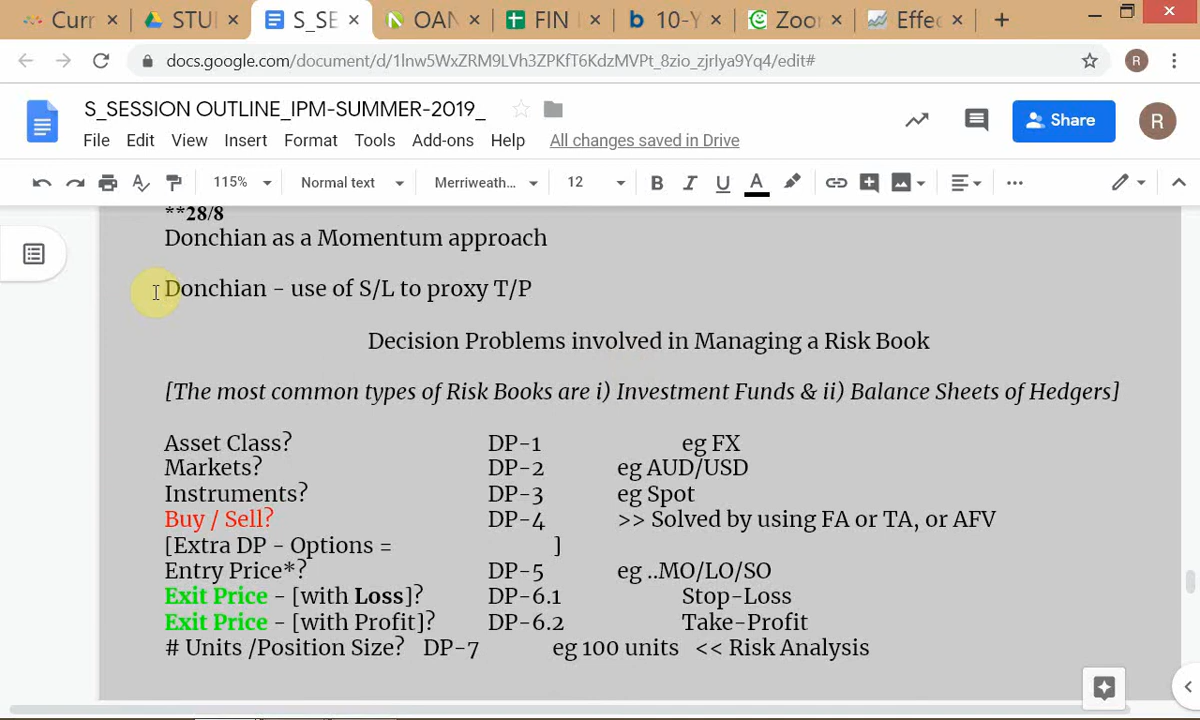 Curr
STU
S_SE
OAN
FIN
10-Y
Zoor
Effe
docs.google.com/document/d/1lnw5WxZRM9LVh3ZPKfT6KdzMVPt_8zio_zjrIya9Yq4/edit#
R
S_SESSION OUTLINE_IPM-SUMMER-2019_
File Edit View Insert Format Tools Add-ons Help All changes saved in Drive
Share
R
115% Normal text Merriweath... 12 B I U A
**28/8
Donchian as a Momentum approach
Donchian - use of S/L to proxy T/P
Decision Problems involved in Managing a Risk Book
[The most common types of Risk Books are i) Investment Funds & ii) Balance Sheets of Hedgers]
Asset Class? DP-1 eg FX
Markets? DP-2 eg AUD/USD
Instruments? DP-3 eg Spot
Buy / Sell? DP-4 >> Solved by using FA or TA, or AFV
[Extra DP - Options = ]
Entry Price*? DP-5 eg ..MO/LO/SO
Exit Price - [with Loss]? DP-6.1 Stop-Loss
Exit Price - [with Profit]? DP-6.2 Take-Profit
# Units /Position Size? DP-7 eg 100 units << Risk Analysis